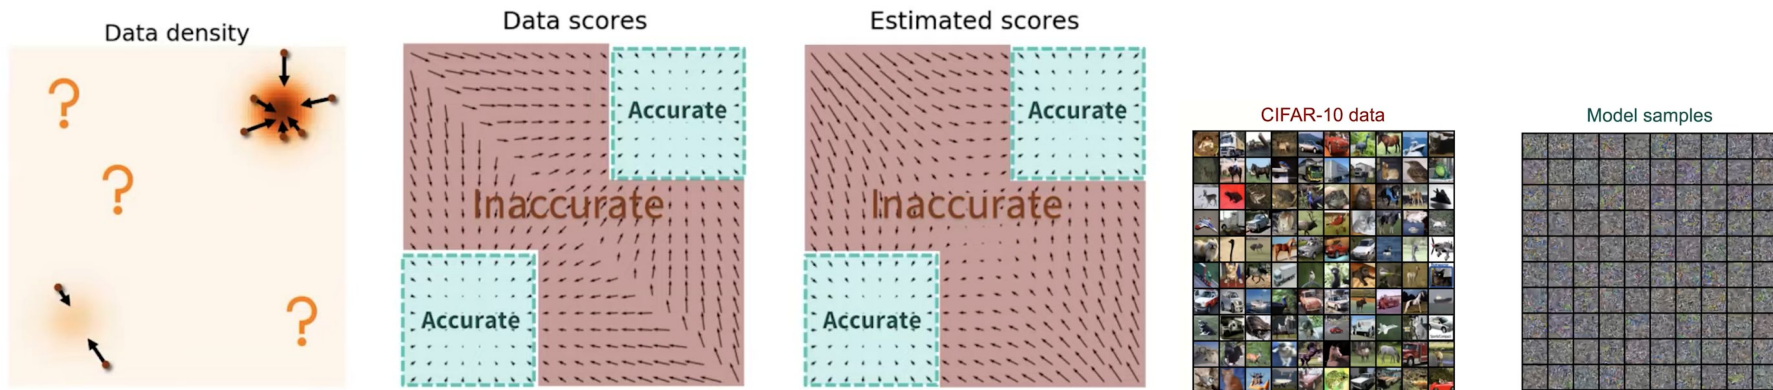 Data density
?
?
?
Data scores
Accurate
Inaccurate
Accurate
Estimated scores
Accurate
Inaccurate
Accurate
CIFAR-10 data
Model samples